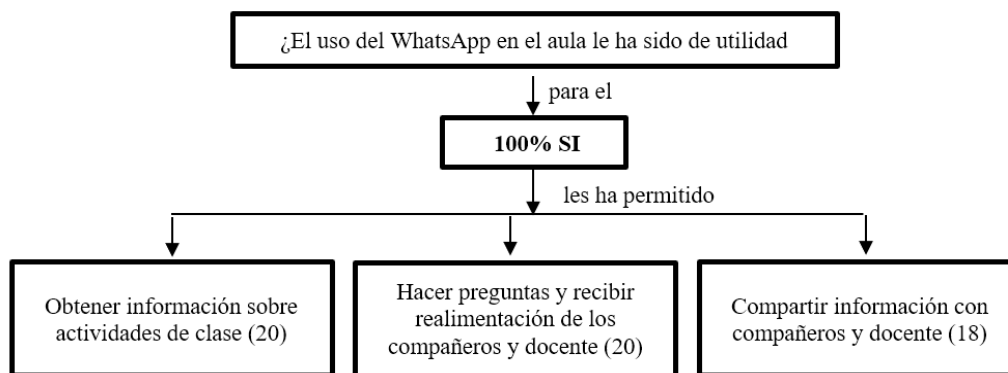 ¿El uso del WhatsApp en el aula le ha sido de utilidad
para el
100% SI
les ha permitido
Obtener información sobre
actividades de clase (20)
Hacer preguntas y recibir
realimentación de los
compañeros y docente (20)
Compartir información con
compañeros y docente (18)